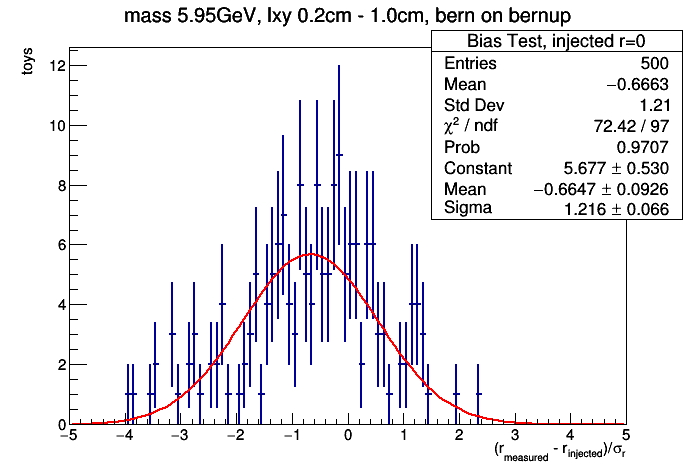 mass 5.95GeV, lxy 0.2cm - 1.0cm, bern on bernup
Bias Test, injected r=0
Entries 500
Mean −0.6663
Std Dev 1.21
χ² / ndf 72.42 / 97
Prob 0.9707
Constant 5.677 ± 0.530
Mean −0.6647 ± 0.0926
Sigma 1.216 ± 0.066
toys
12
10
8
6
4
2
0
−5 −4 −3 −2 −1 0 1 2 3 4 5
(r_measured - r_injected)/σ_r